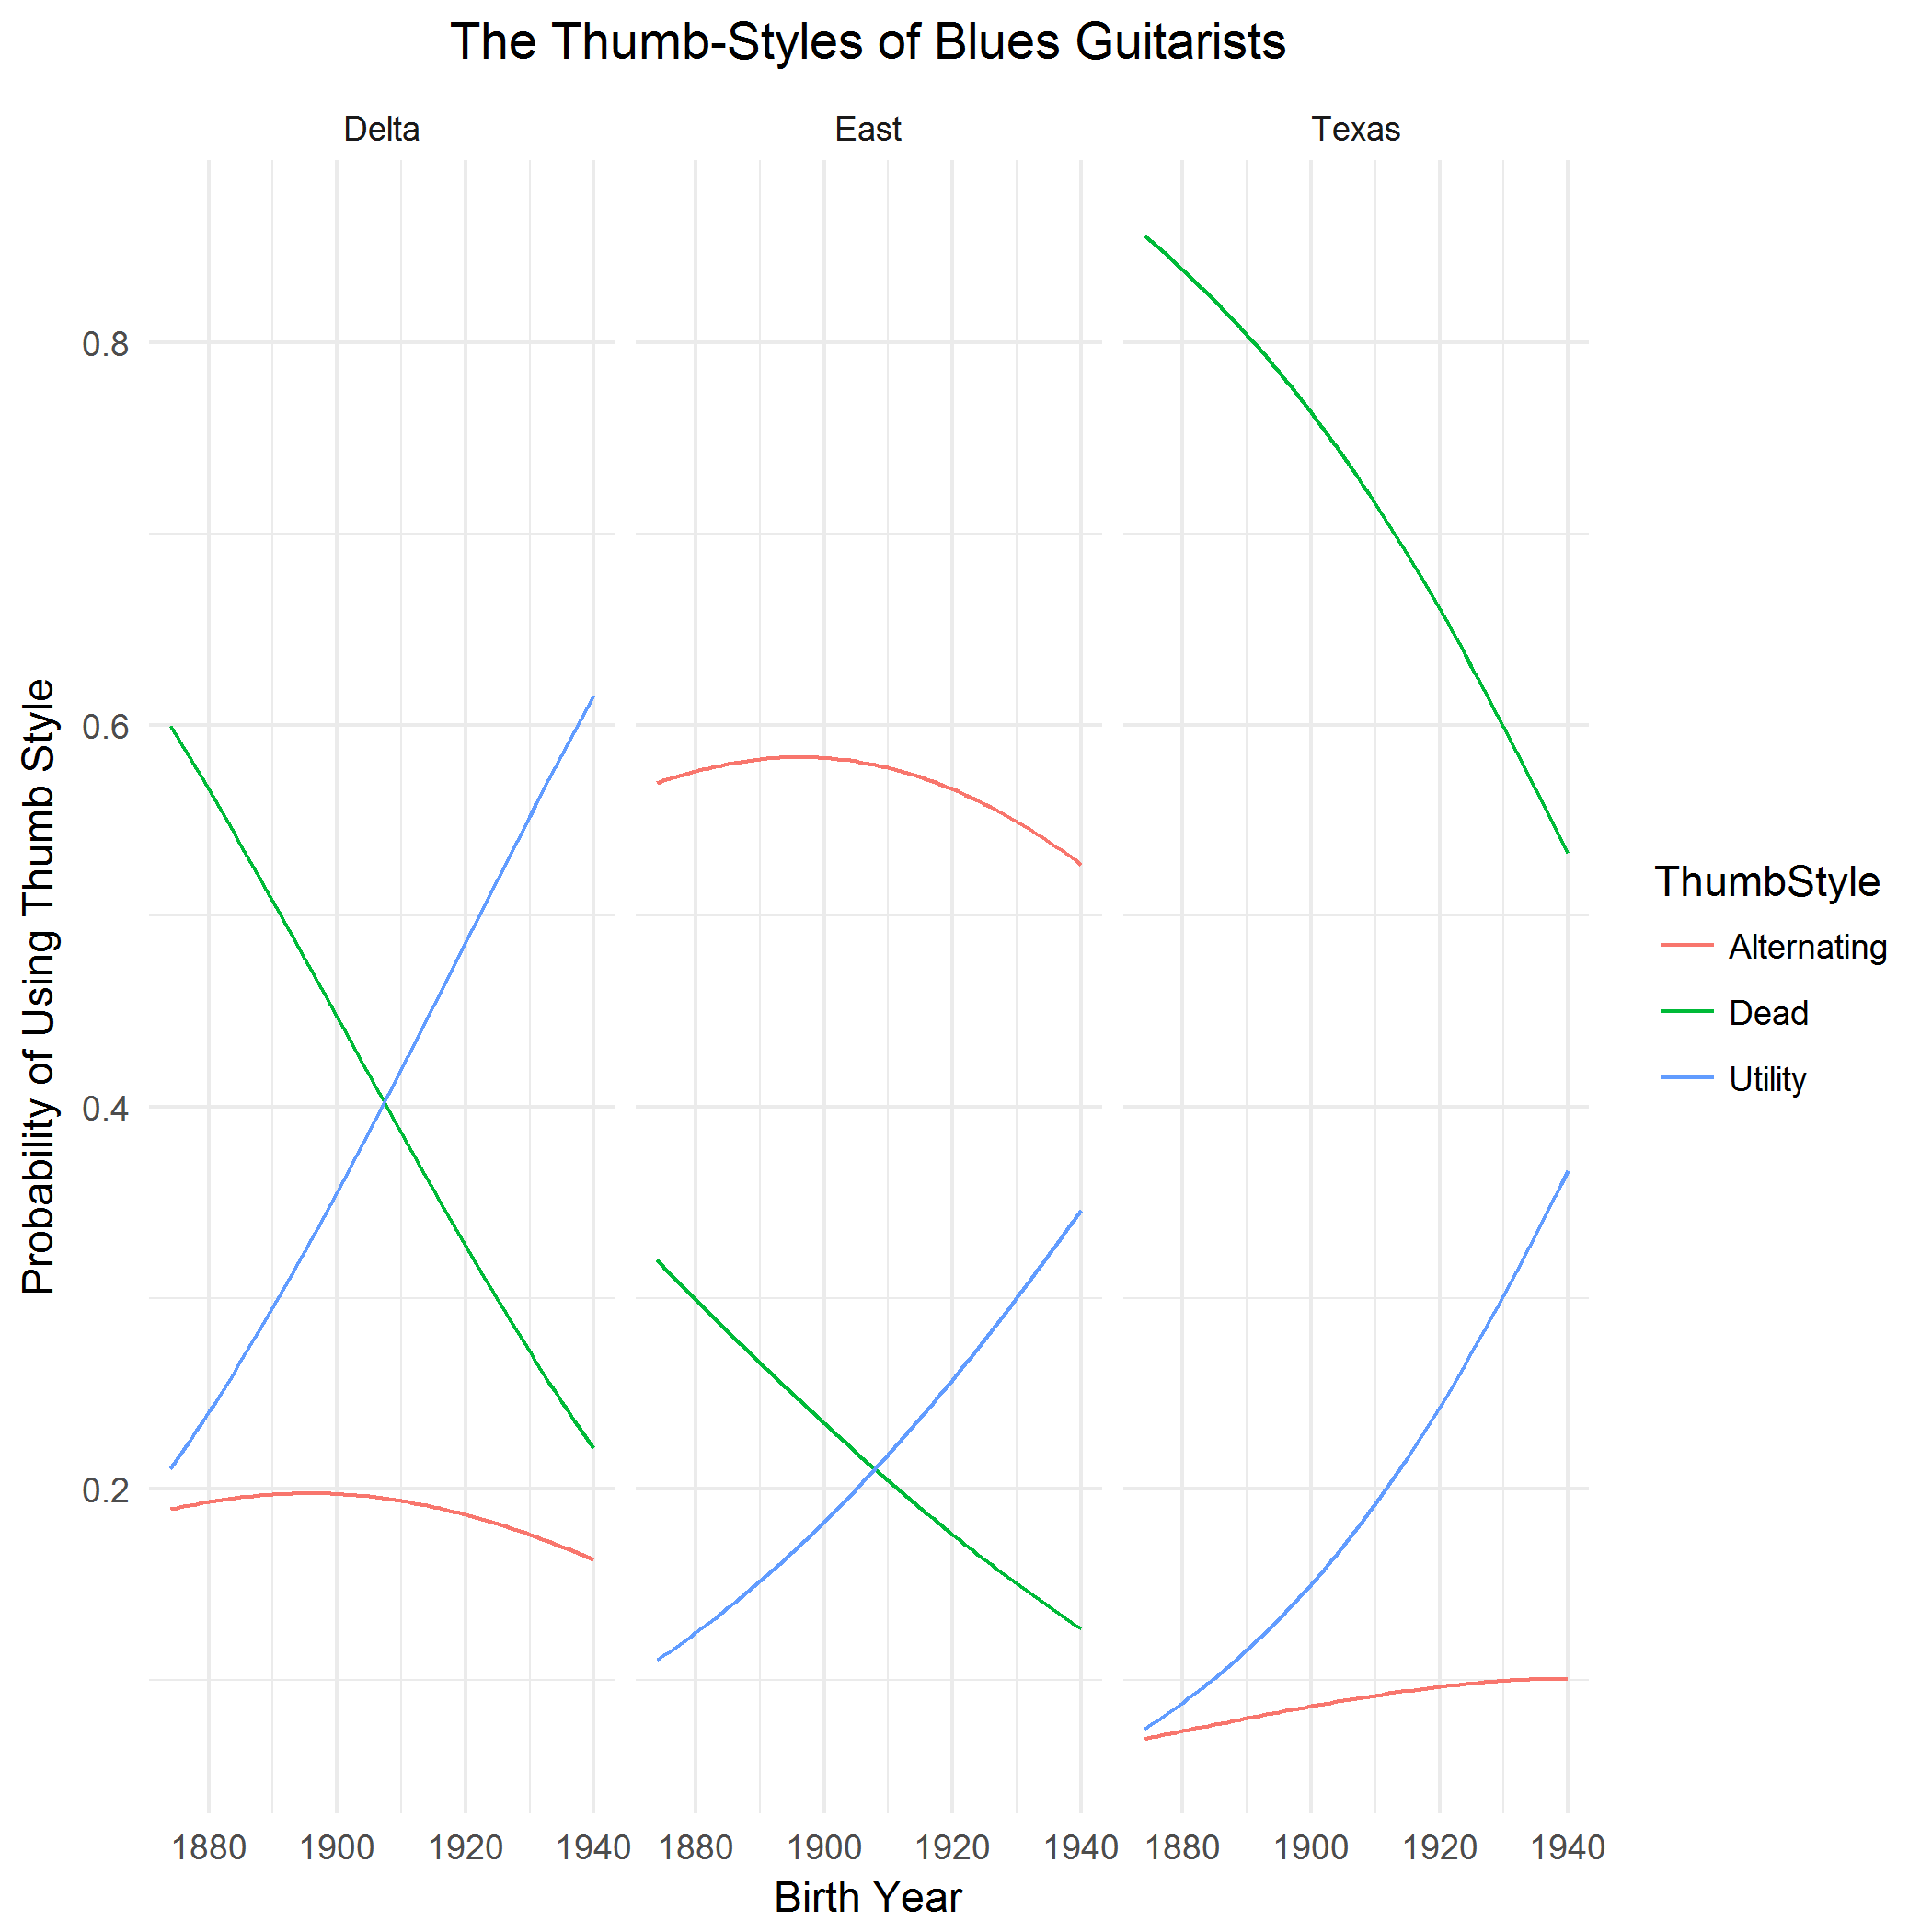 The Thumb-Styles of Blues Guitarists
Delta
East
Texas
Probability of Using Thumb Style
0.8
0.6
0.4
0.2
1880 1900 1920 1940
1880 1900 1920 1940
1880 1900 1920 1940
Birth Year
ThumbStyle
Alternating
Dead
Utility